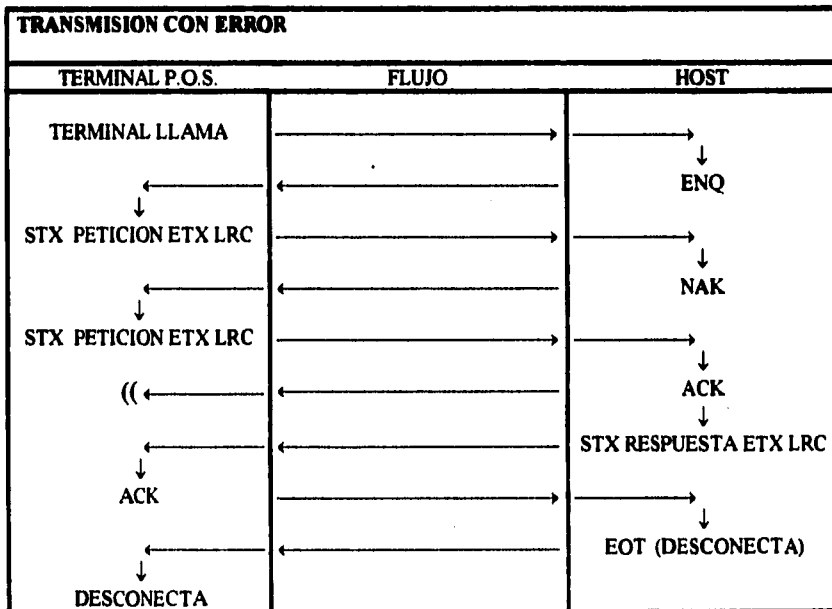 TRANSMISION CON ERROR
TERMINAL P.O.S. FLUJO HOST
TERMINAL LLAMA
ENQ
STX PETICION ETX LRC
NAK
STX PETICION ETX LRC
(( ACK
STX RESPUESTA ETX LRC
ACK
EOT (DESCONECTA)
DESCONECTA